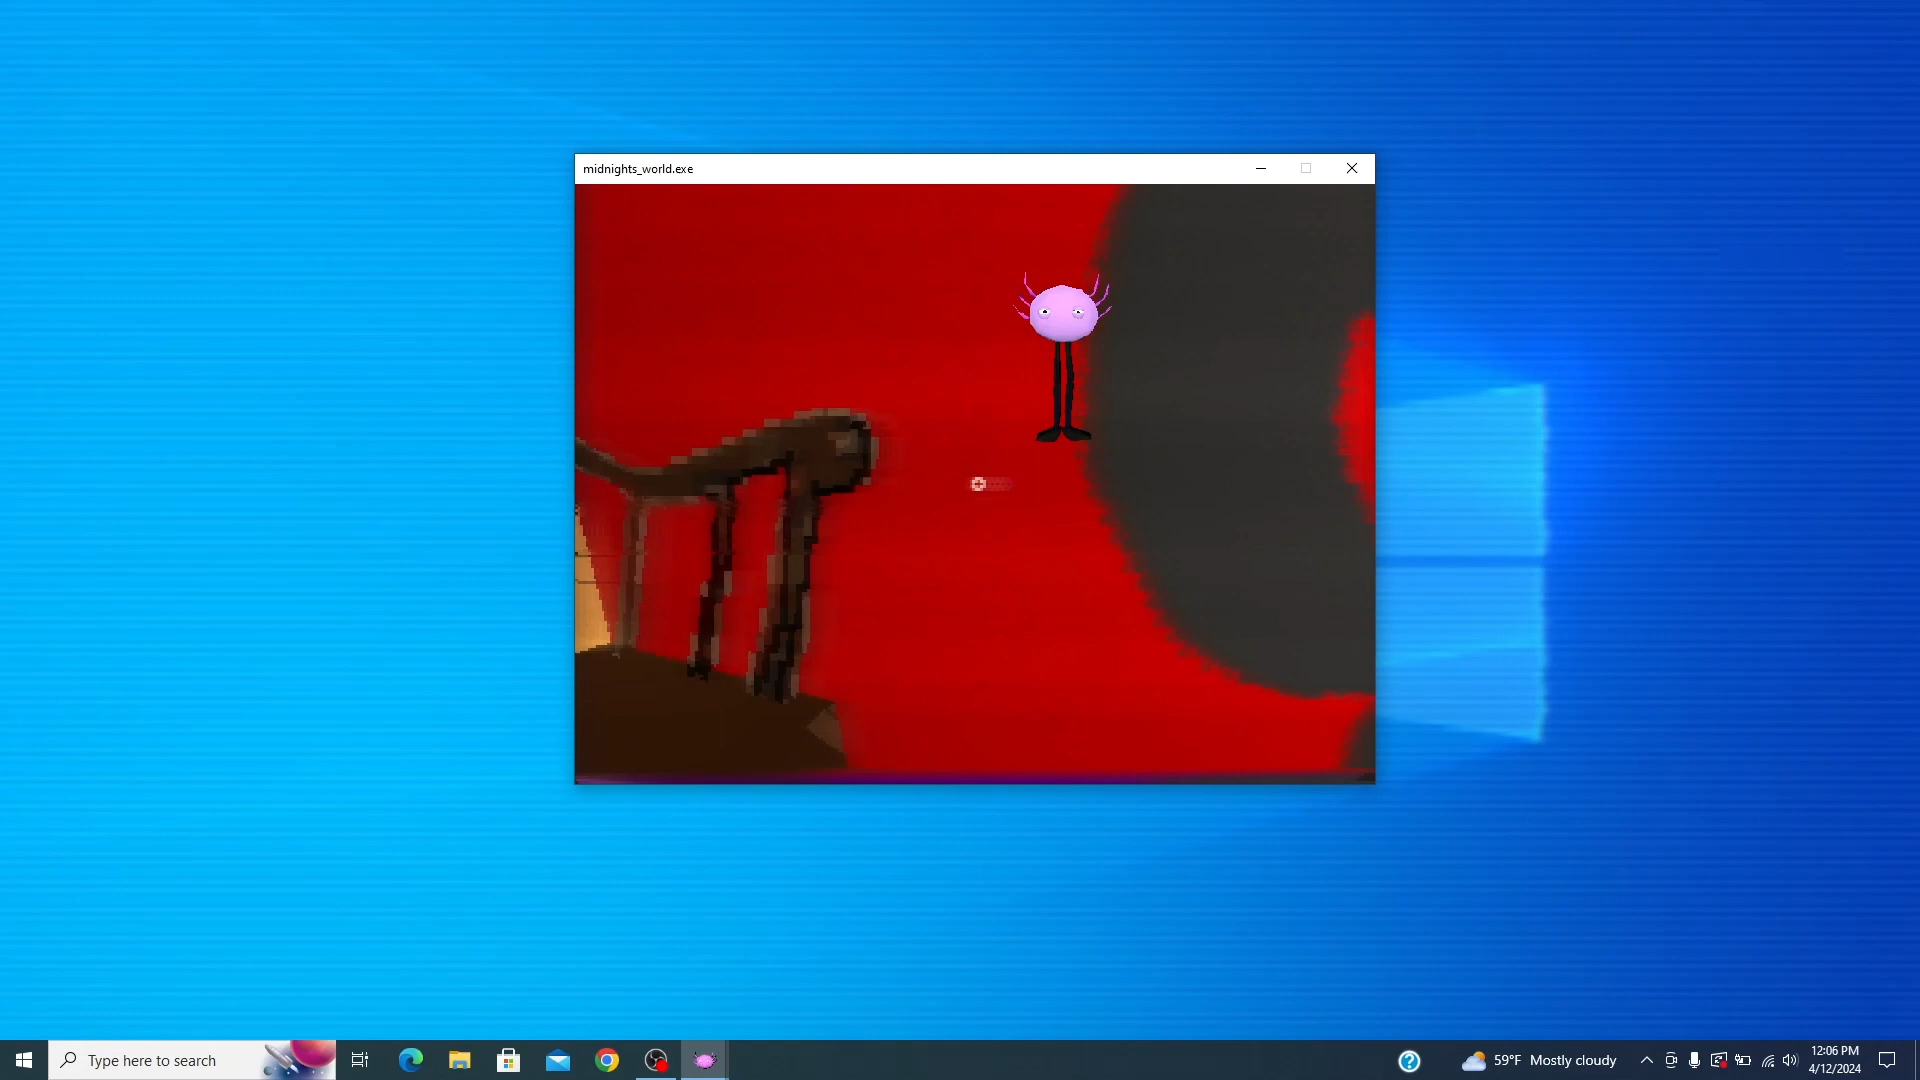 midnights_world.exe
Type here to search
59°F Mostly cloudy
12:06 PM
4/12/2024